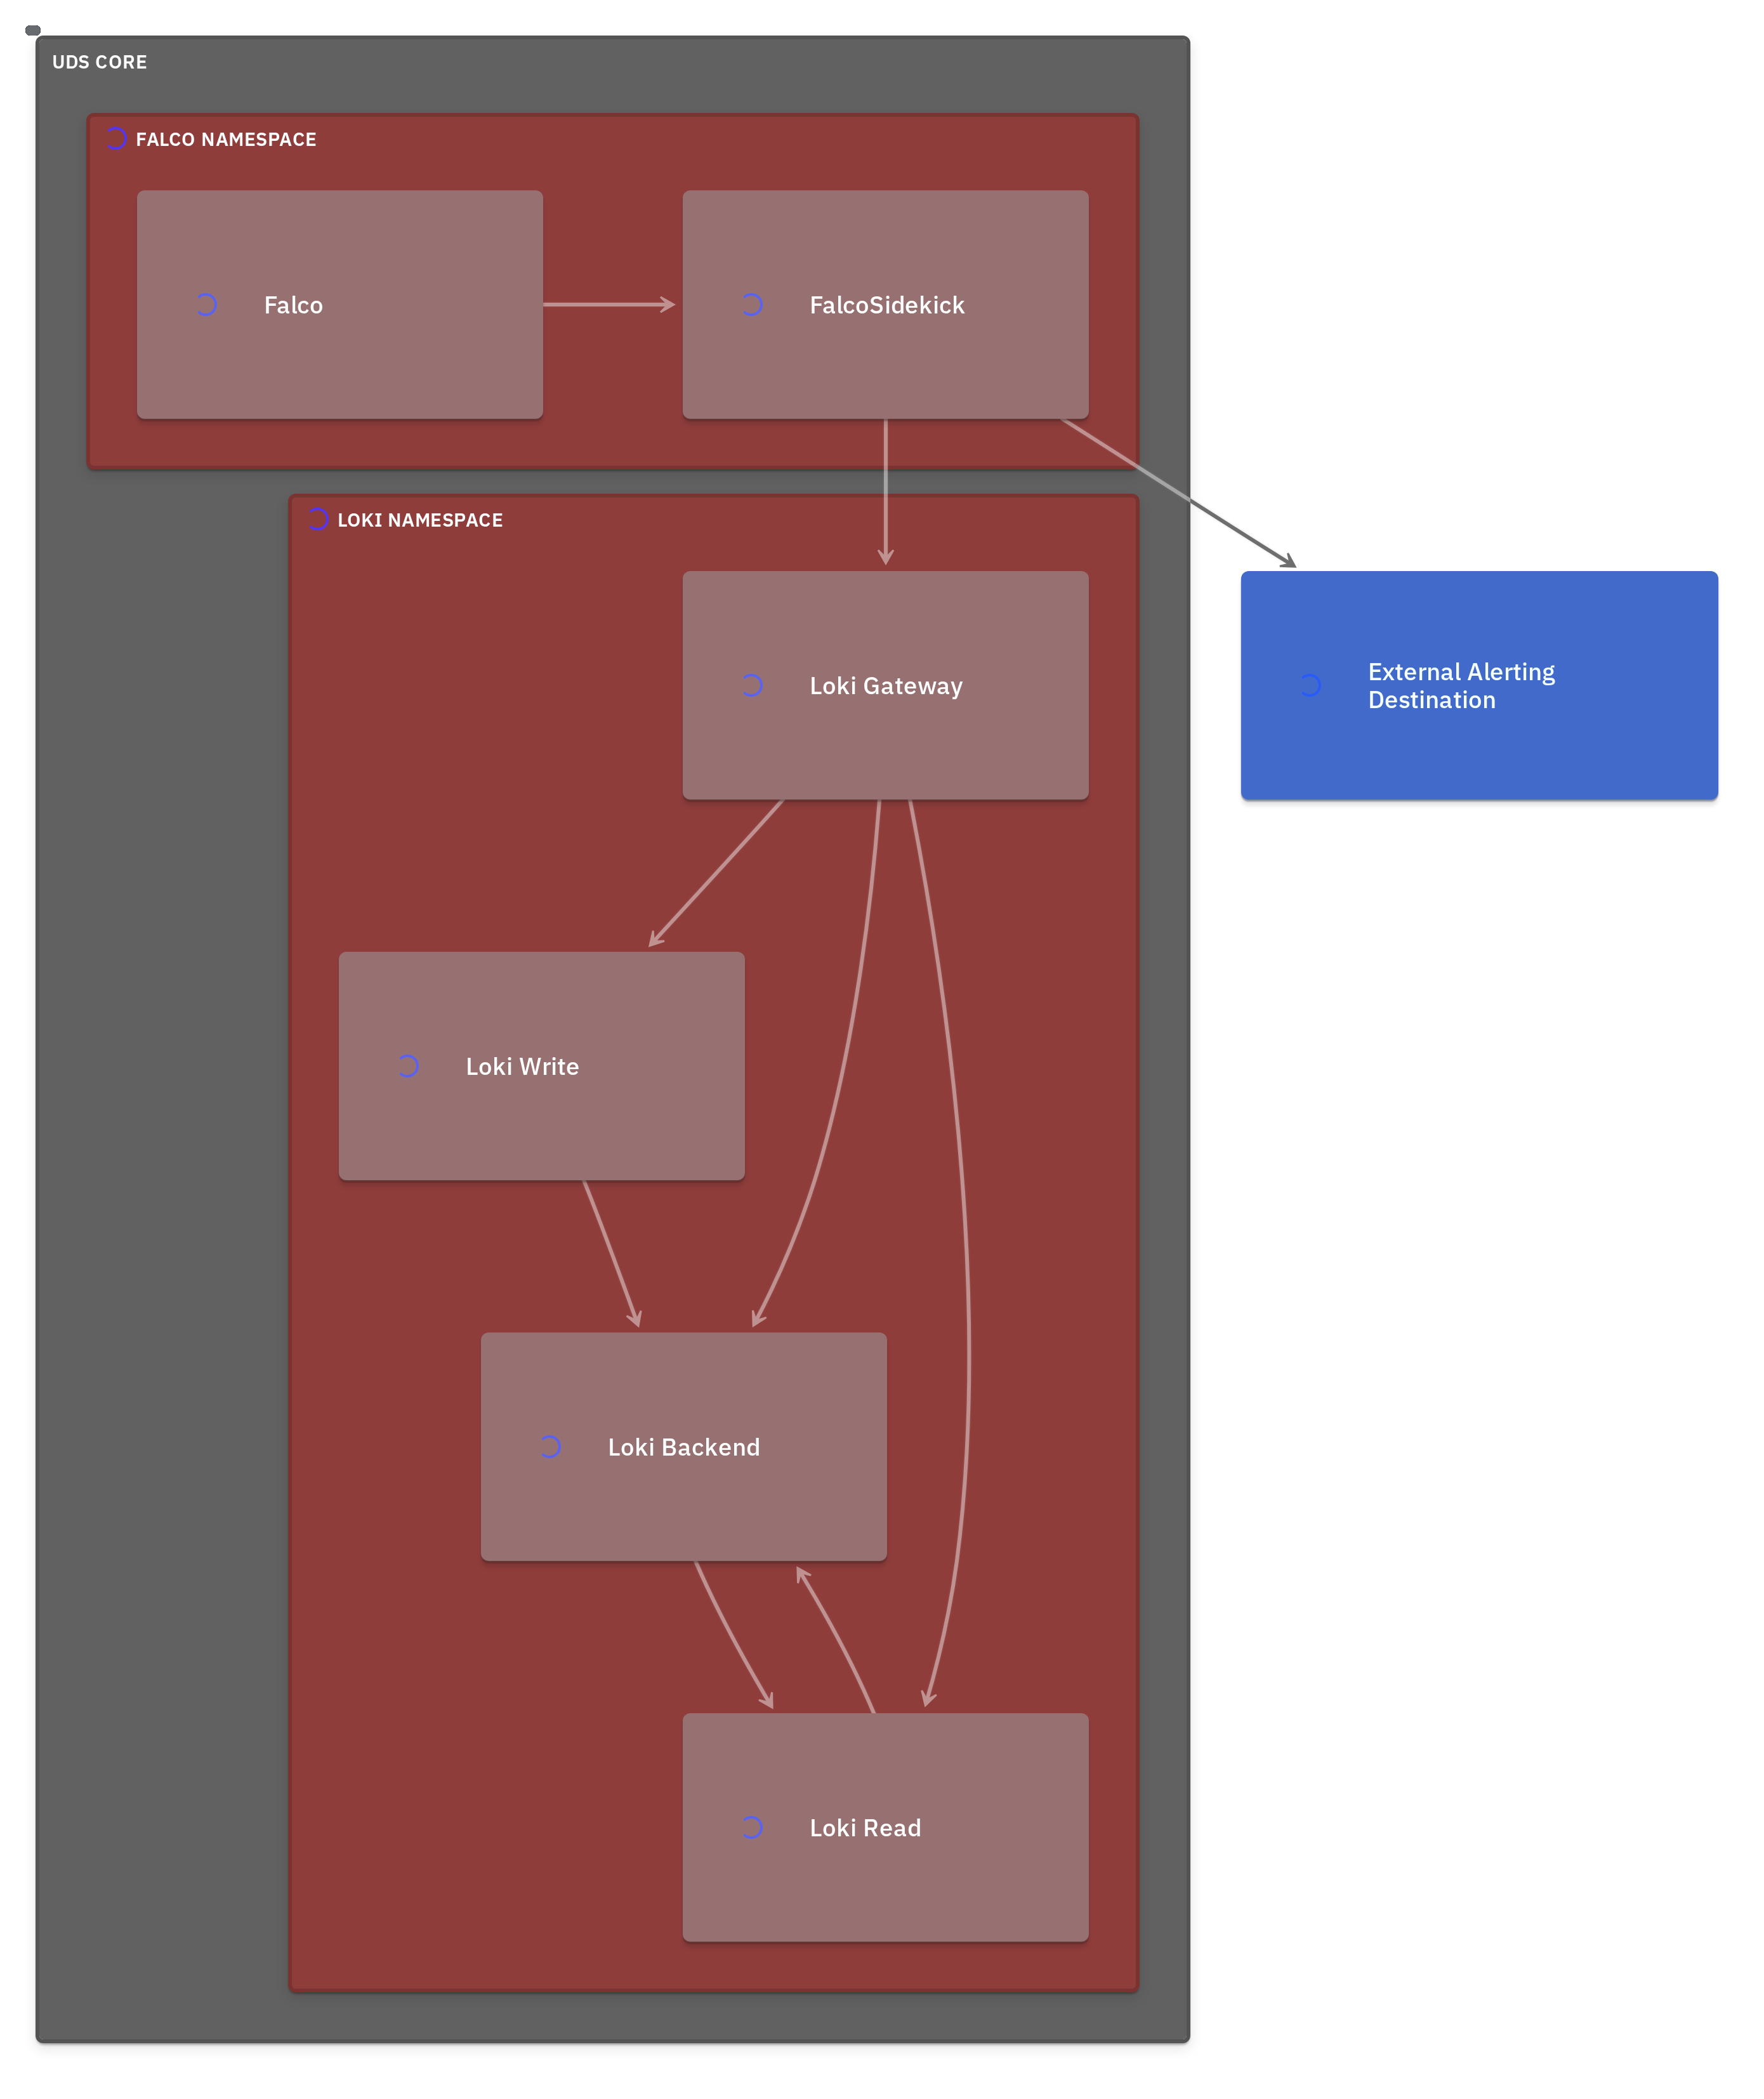 UDS CORE
FALCO NAMESPACE
Falco
FalcoSidekick
LOKI NAMESPACE
Loki Gateway
External Alerting
Destination
Loki Write
Loki Backend
Loki Read